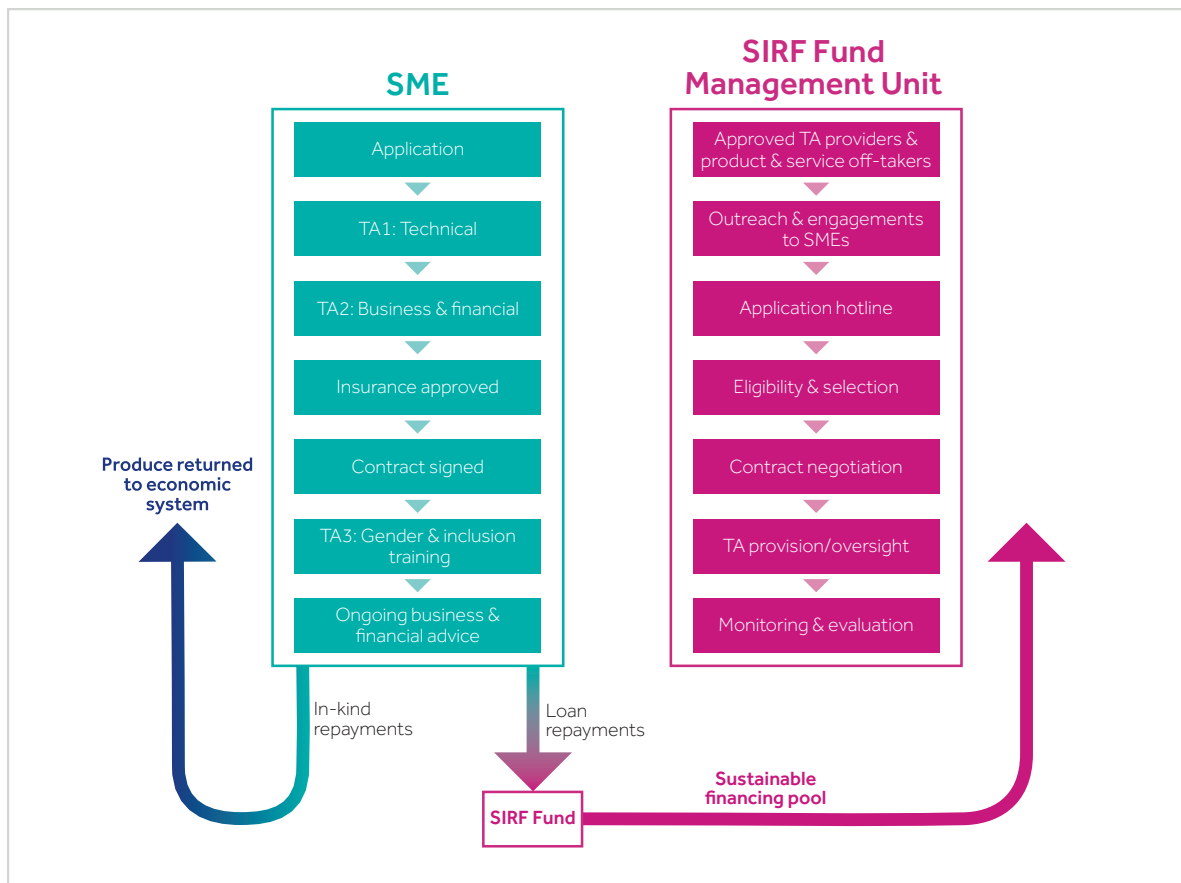 SME
Application
TA1: Technical
TA2: Business & financial
Insurance approved
Contract signed
TA3: Gender & inclusion
training
Ongoing business &
financial advice
SIRF Fund
Management Unit
Approved TA providers &
product & service off-takers
Outreach & engagements
to SMEs
Application hotline
Eligibility & selection
Contract negotiation
TA provision/oversight
Monitoring & evaluation
Produce returned
to economic
system
In-kind
repayments
Loan
repayments
SIRF Fund
Sustainable
financing pool